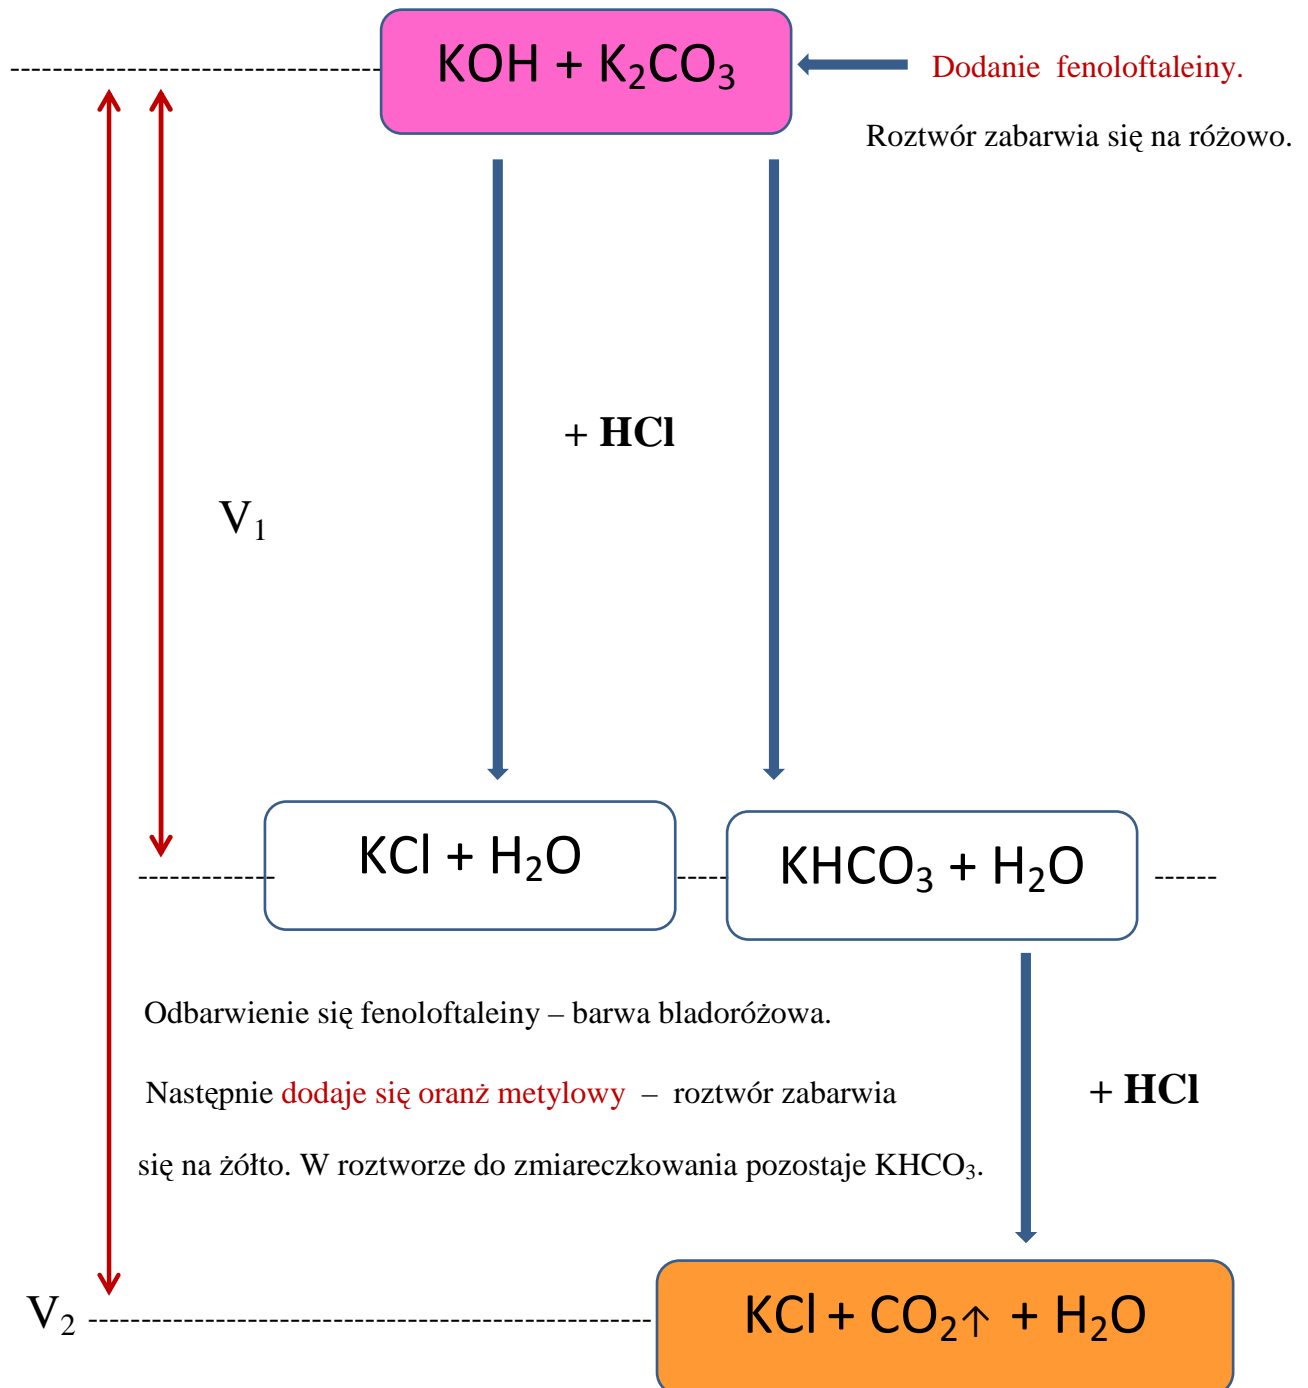 KOH + K₂CO₃
Dodanie fenoloftaleiny.
Roztwór zabarwia się na różowo.
+ HCl
V₁
KCl + H₂O
KHCO₃ + H₂O
Odbarwienie się fenoloftaleiny – barwa bladoróżowa.
Następnie dodaje się oranż metylowy – roztwór zabarwia
+ HCl
się na żółto. W roztworze do zmiareczkowania pozostaje KHCO₃.
V₂
KCl + CO₂↑ + H₂O